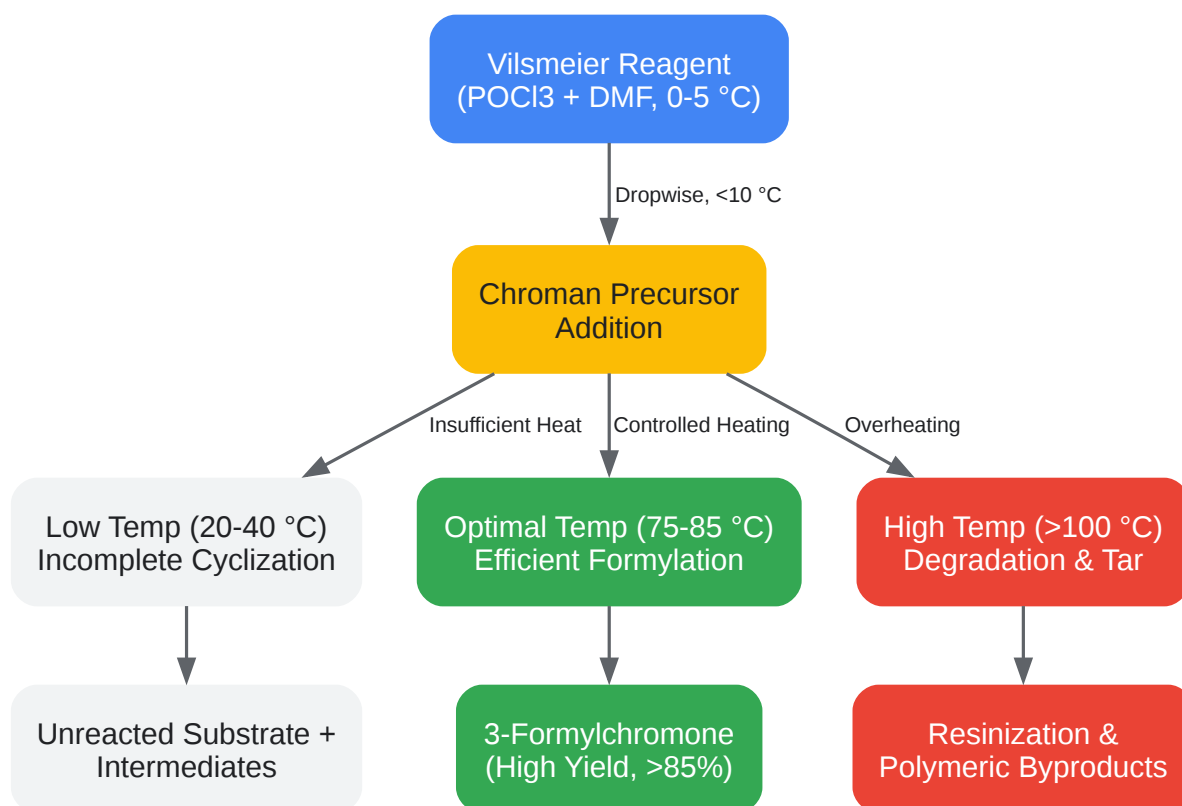 Vilsmeier Reagent
(POCl3 + DMF, 0-5 °C)
Dropwise, <10 °C
Chroman Precursor
Addition
Insufficient Heat
Controlled Heating
Overheating
Low Temp (20-40 °C)
Incomplete Cyclization
Optimal Temp (75-85 °C)
Efficient Formylation
High Temp (>100 °C)
Degradation & Tar
Unreacted Substrate +
Intermediates
3-Formylchromone
(High Yield, >85%)
Resinization &
Polymeric Byproducts